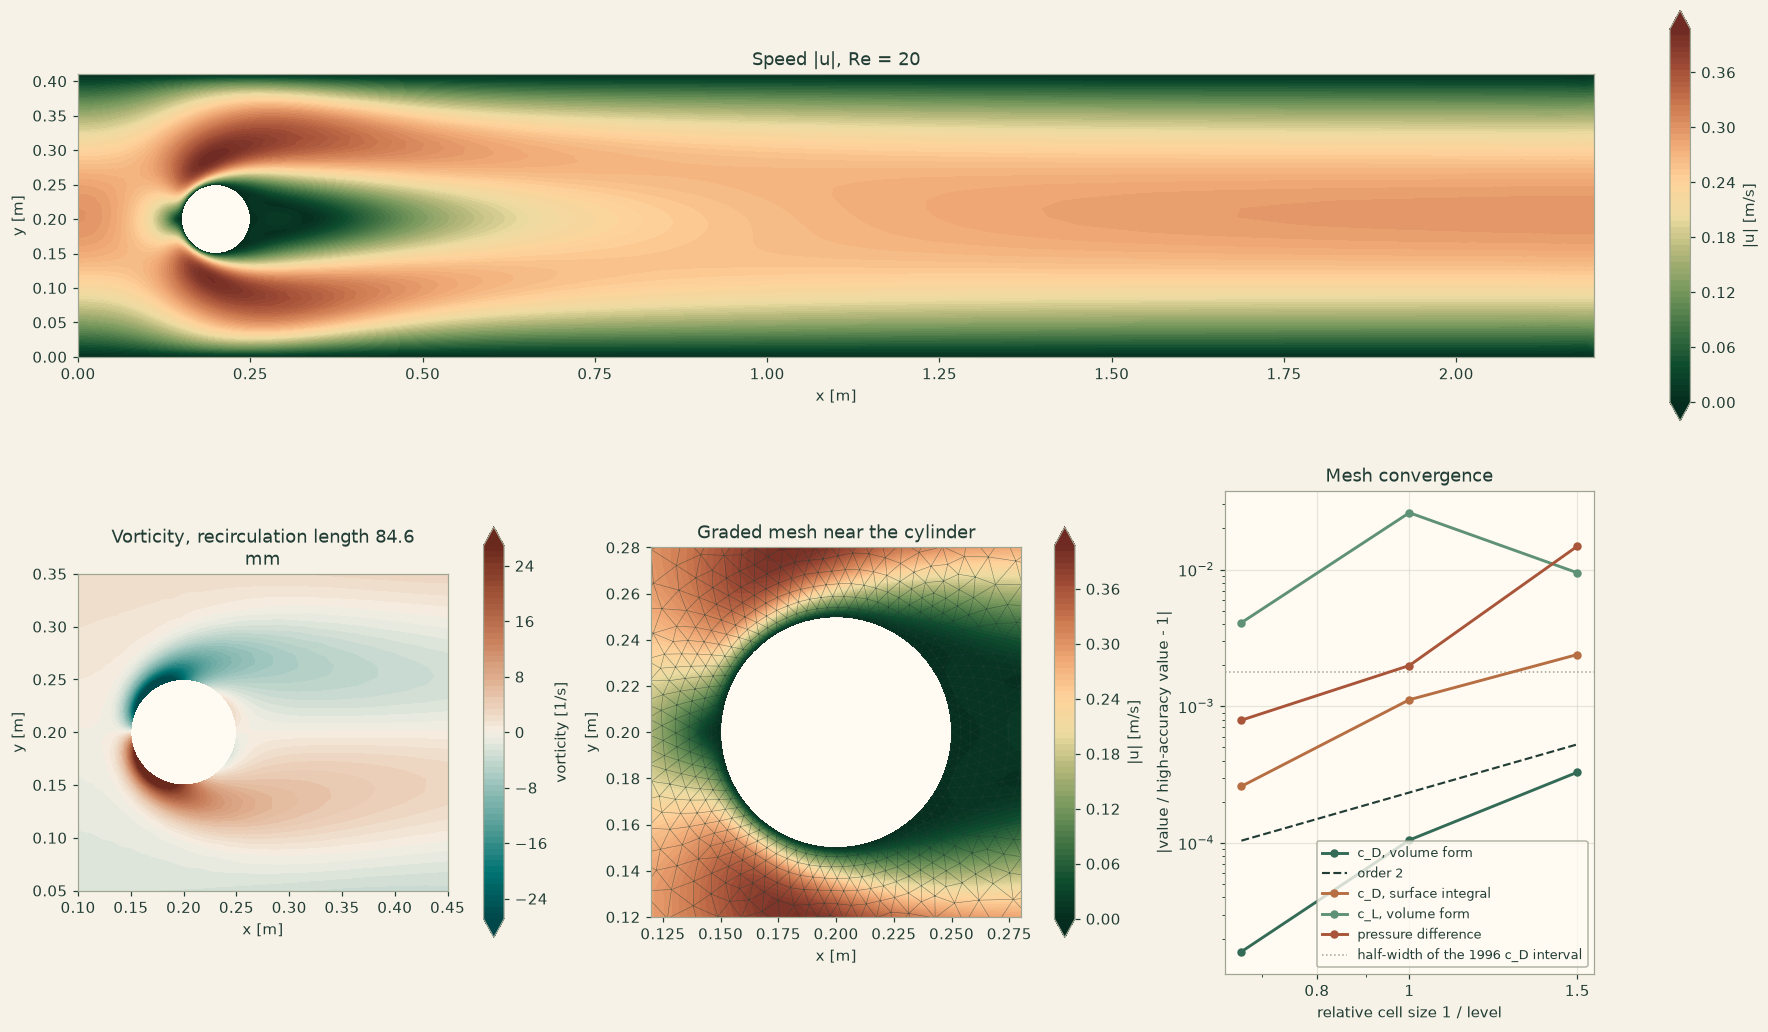 Speed |u|, Re = 20
0.40
0.35
0.30
0.25
0.20
0.15
0.10
0.05
0.00
y [m]
0.00 0.25 0.50 0.75 1.00 1.25 1.50 1.75 2.00
x [m]
0.36
0.30
0.24
0.18
0.12
0.06
0.00
|u| [m/s]
Vorticity, recirculation length 84.6
mm
0.35
0.30
0.25
0.20
0.15
0.10
0.05
y [m]
0.10 0.15 0.20 0.25 0.30 0.35 0.40 0.45
x [m]
24
16
8
0
−8
−16
−24
vorticity [1/s]
Graded mesh near the cylinder
0.28
0.26
0.24
0.22
0.20
0.18
0.16
0.14
0.12
y [m]
0.125 0.150 0.175 0.200 0.225 0.250 0.275
x [m]
0.36
0.30
0.24
0.18
0.12
0.06
0.00
|u| [m/s]
Mesh convergence
10−2
10−3
10−4
|value / high-accuracy value - 1|
c_D, volume form
order 2
c_D, surface integral
c_L, volume form
pressure difference
half-width of the 1996 c_D interval
0.8 1 1.5
relative cell size 1 / level